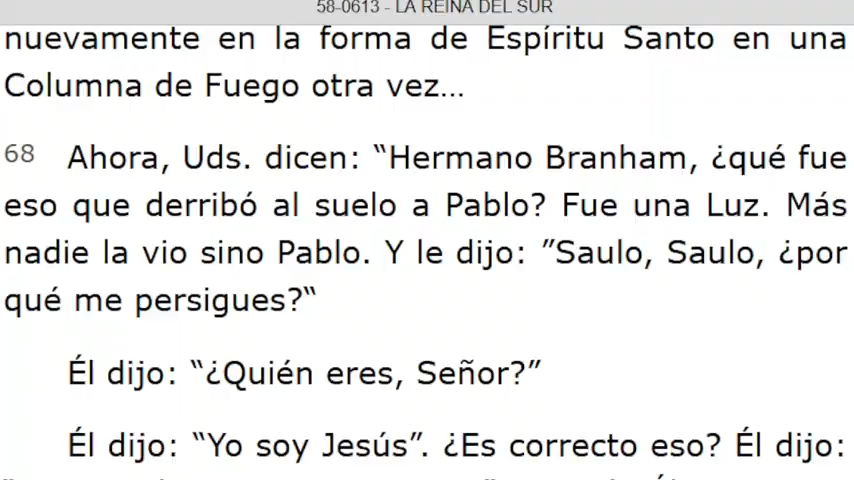 58-0613 - LA REINA DEL SUR
nuevamente en la forma de Espíritu Santo en una
Columna de Fuego otra vez...
68 Ahora, Uds. dicen: “Hermano Branham, ¿qué fue
eso que derribó al suelo a Pablo? Fue una Luz. Más
nadie la vio sino Pablo. Y le dijo: ”Saulo, Saulo, ¿por
qué me persigues?“
Él dijo: “¿Quién eres, Señor?”
Él dijo: “Yo soy Jesús”. ¿Es correcto eso? Él dijo: